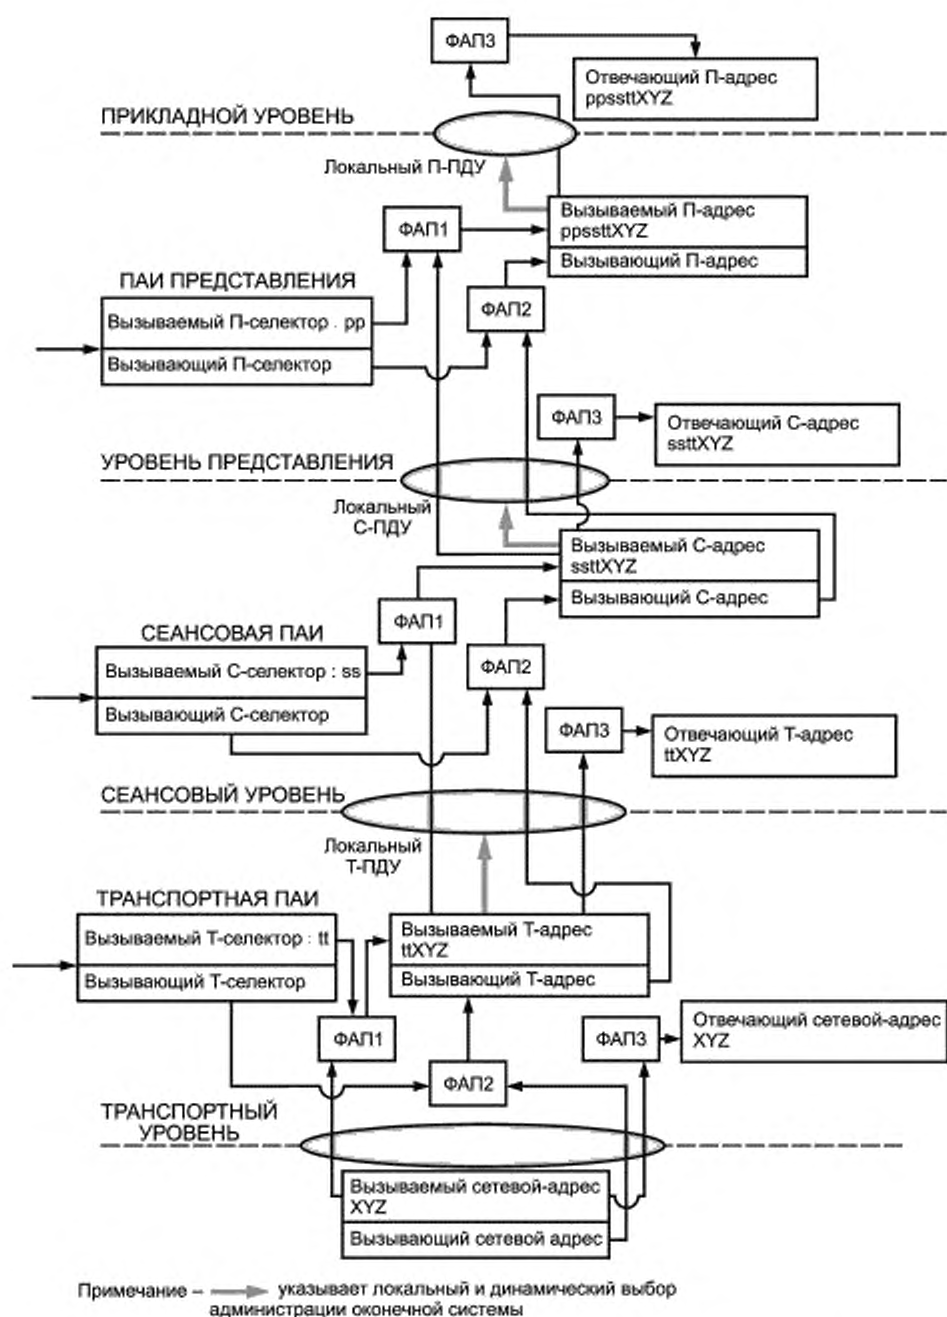 ФАП3
Отвечающий П-адрес
ppssttXYZ
ПРИКЛАДНОЙ УРОВЕНЬ
Локальный П-ПДУ
Вызываемый П-адрес
ppssttXYZ
ФАП1
Вызывающий П-адрес
ПАИ ПРЕДСТАВЛЕНИЯ
ФАП2
Вызываемый П-селектор . pp
Вызывающий П-селектор
ФАП3
Отвечающий С-адрес
ssttXYZ
УРОВЕНЬ ПРЕДСТАВЛЕНИЯ
Локальный
С-ПДУ
Вызываемый С-адрес
ssttXYZ
Вызывающий С-адрес
ФАП1
СЕАНСОВАЯ ПАИ
ФАП2
Вызываемый С-селектор : ss
Вызывающий С-селектор
ФАП3
Отвечающий Т-адрес
ttXYZ
СЕАНСОВЫЙ УРОВЕНЬ
Локальный
Т-ПДУ
ТРАНСПОРТНАЯ ПАИ
Вызываемый Т-селектор : tt
Вызывающий Т-селектор
Вызываемый Т-адрес
ttXYZ
Вызывающий Т-адрес
ФАП1
ФАП3
Отвечающий сетевой-адрес
XYZ
ФАП2
ТРАНСПОРТНЫЙ
УРОВЕНЬ
Вызываемый сетевой-адрес
XYZ
Вызывающий сетевой адрес
Примечание – указывает локальный и динамический выбор
администрации оконечной системы